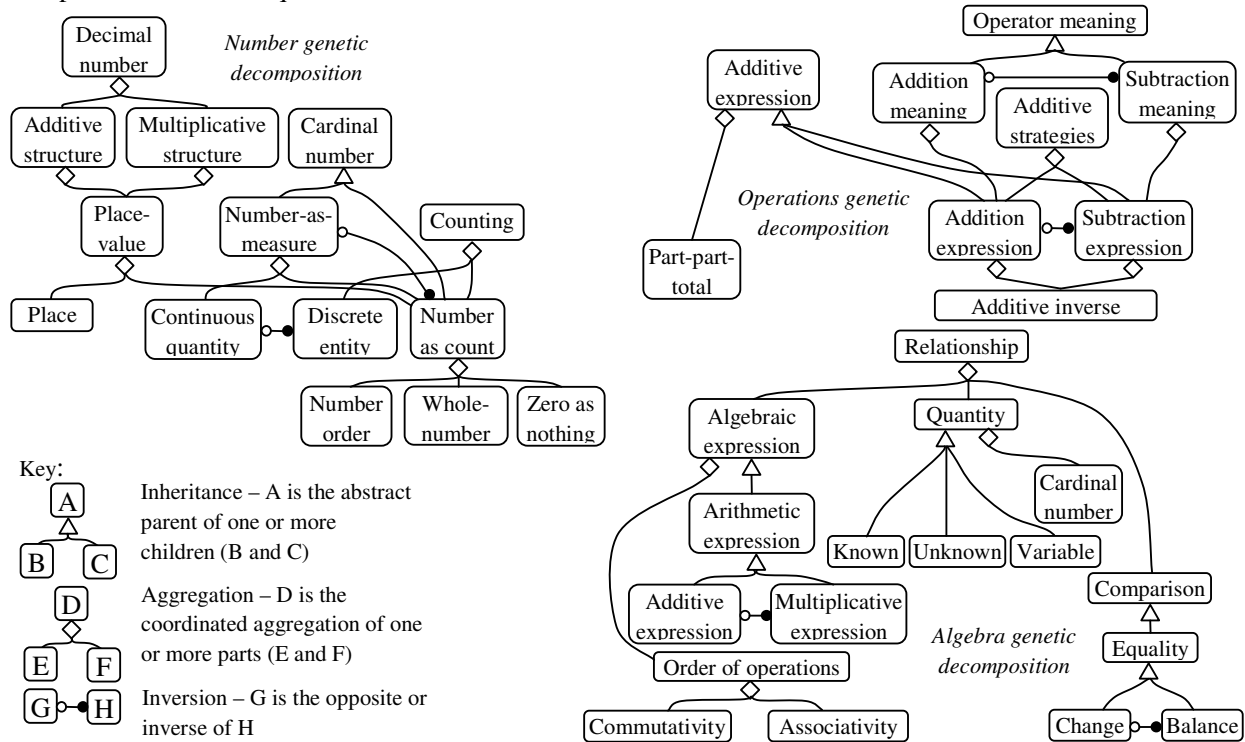 Decimal
number
Number genetic
decomposition
Additive
structure
Multiplicative
structure
Cardinal
number
Place-
value
Number-as-
measure
Counting
Place
Continuous
quantity
Discrete
entity
Number
as count
Number
order
Whole-
number
Zero as
nothing
Key:
A
B
C
Inheritance – A is the abstract
parent of one or more
children (B and C)
D
E
F
Aggregation – D is the
coordinated aggregation of one
or more parts (E and F)
G
H
Inversion – G is the opposite or
inverse of H
Operator meaning
Additive
expression
Addition
meaning
Subtraction
meaning
Additive
strategies
Operations genetic
decomposition
Addition
expression
Subtraction
expression
Part-part-
total
Additive inverse
Relationship
Algebraic
expression
Quantity
Cardinal
number
Arithmetic
expression
Known
Unknown
Variable
Comparison
Additive
expression
Multiplicative
expression
Algebra genetic
decomposition
Equality
Order of operations
Commutativity
Associativity
Change
Balance